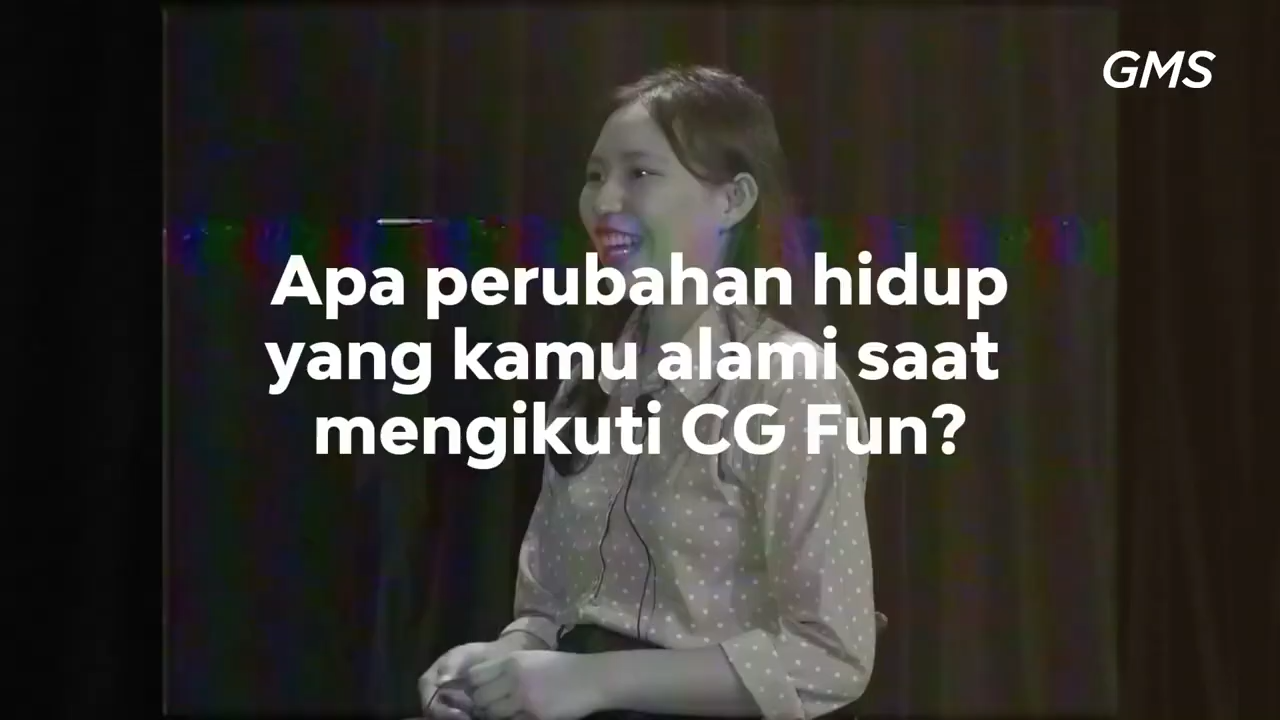 GMS
Apa perubahan hidup
yang kamu alami saat
mengikuti CG Fun?